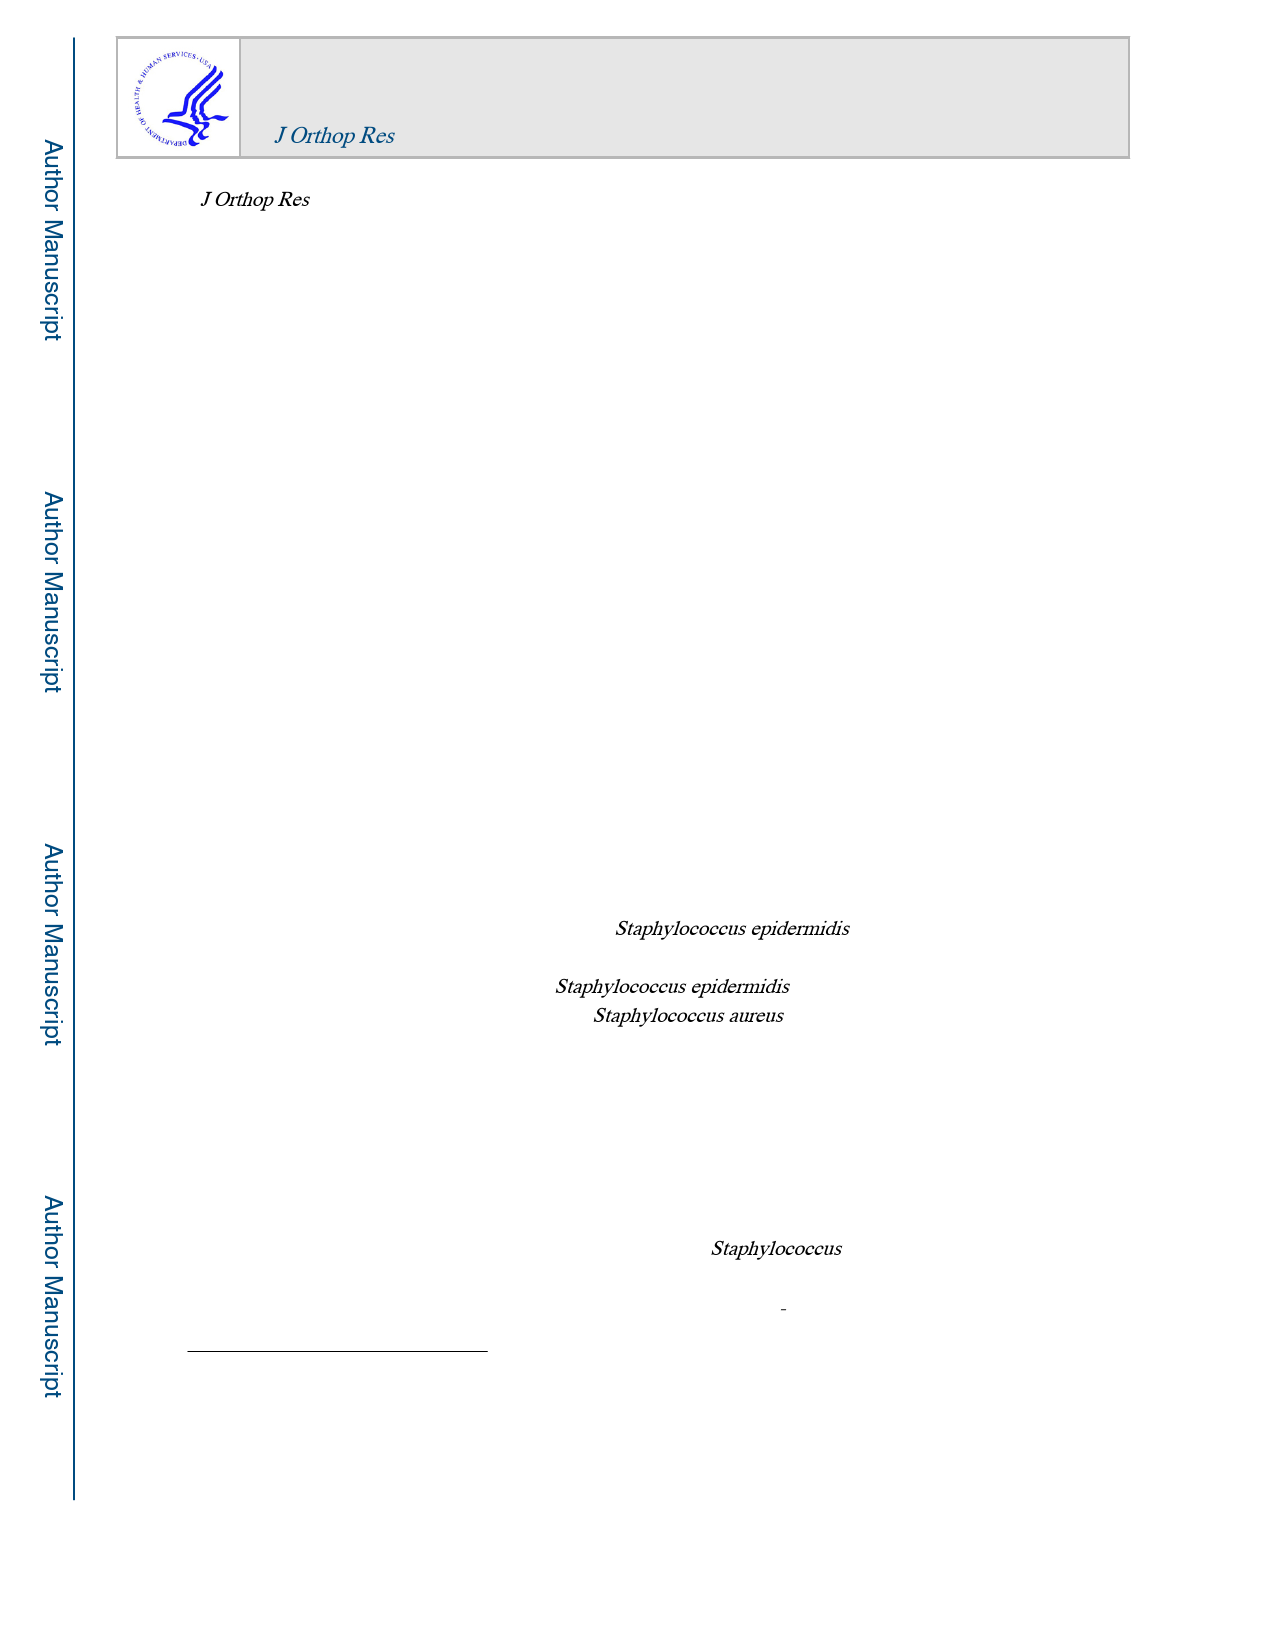 DEPARTMENT OF HEALTH & HUMAN SERVICES · USA
J Orthop Res
J Orthop Res
Author Manuscript
Author Manuscript
Staphylococcus epidermidis
Staphylococcus epidermidis
Staphylococcus aureus
Author Manuscript
Staphylococcus
-
Author Manuscript